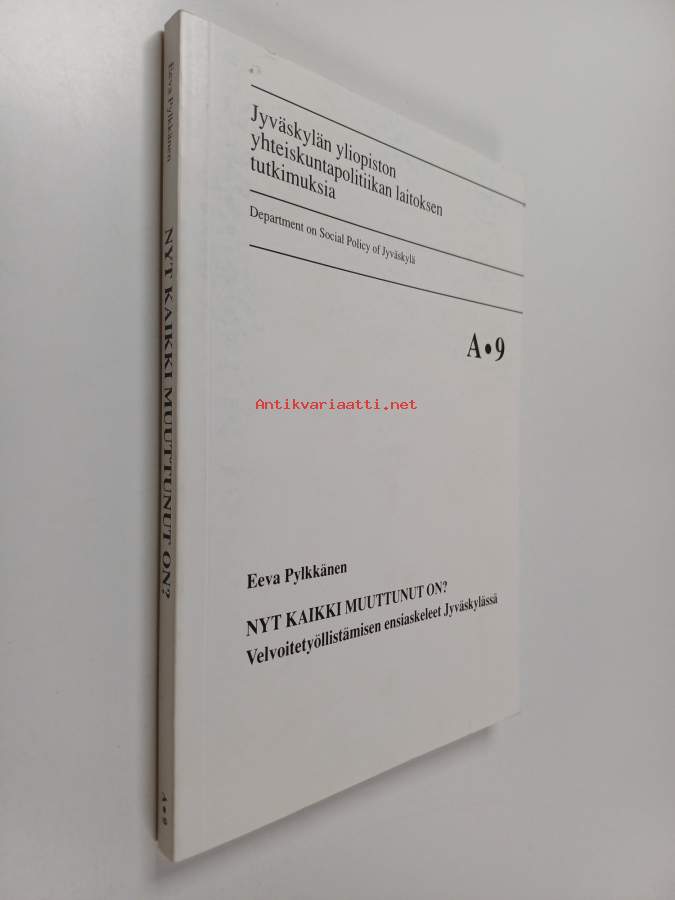 Eeva Pylkkänen
NYT KAIKKI MUUTTUNUT ON?
A • 9
Jyväskylän yliopiston
yhteiskuntapolitiikan laitoksen
tutkimuksia
Department on Social Policy of Jyväskylä
A • 9
Antikvariaatti.net
Eeva Pylkkänen
NYT KAIKKI MUUTTUNUT ON?
Velvoitetyöllistämisen ensiaskeleet Jyväskylässä